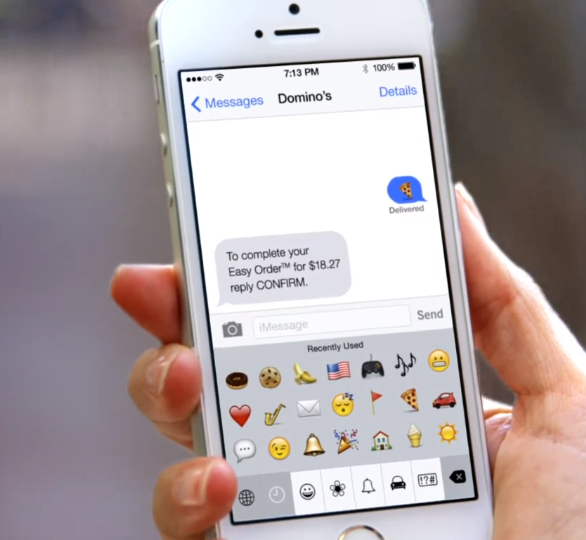 7:13 PM
100%
Messages
Domino's
Details
Delivered
To complete your
Easy Order™ for $18.27
reply CONFIRM.
iMessage
Send
Recently Used
!?#